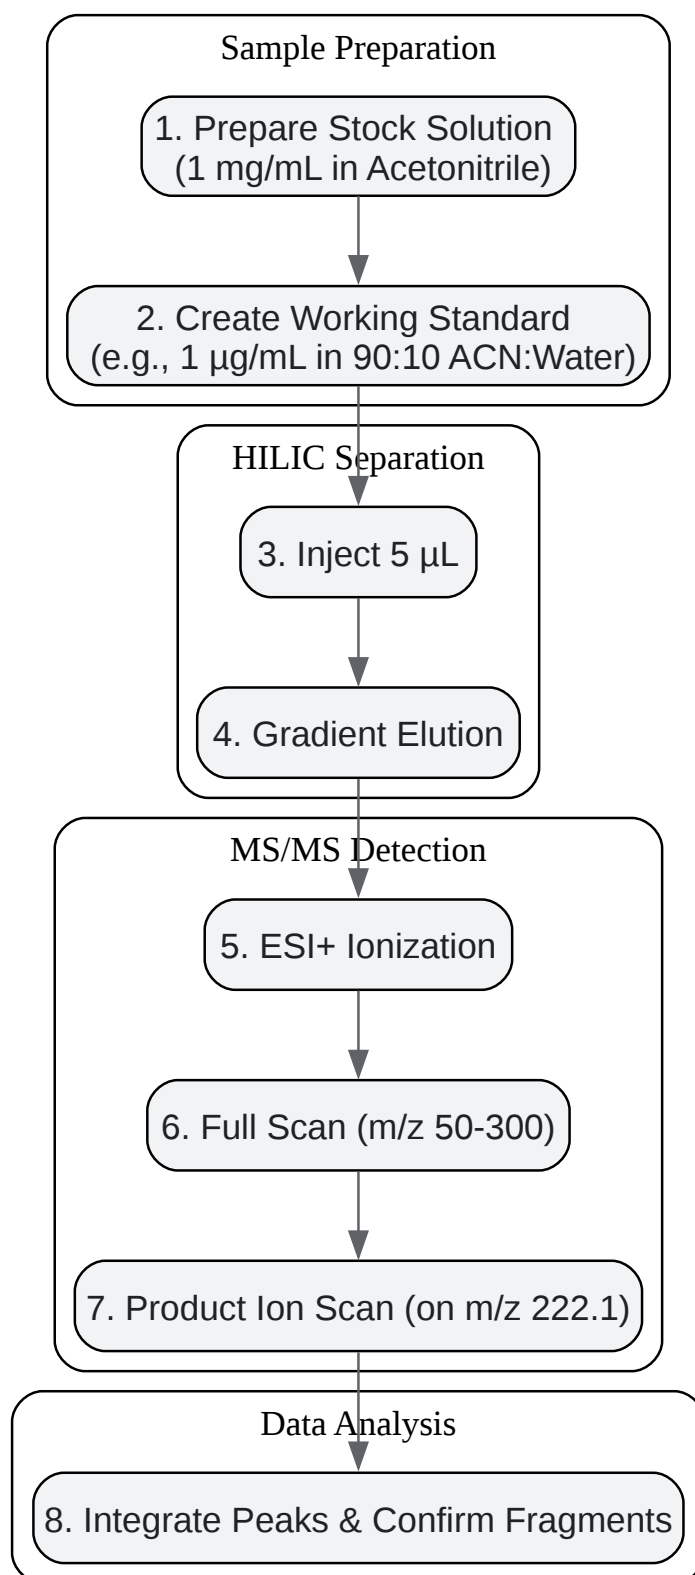 Sample Preparation
1. Prepare Stock Solution
(1 mg/mL in Acetonitrile)
2. Create Working Standard
(e.g., 1 µg/mL in 90:10 ACN:Water)
HILIC Separation
3. Inject 5 µL
4. Gradient Elution
MS/MS Detection
5. ESI+ Ionization
6. Full Scan (m/z 50-300)
7. Product Ion Scan (on m/z 222.1)
Data Analysis
8. Integrate Peaks & Confirm Fragments